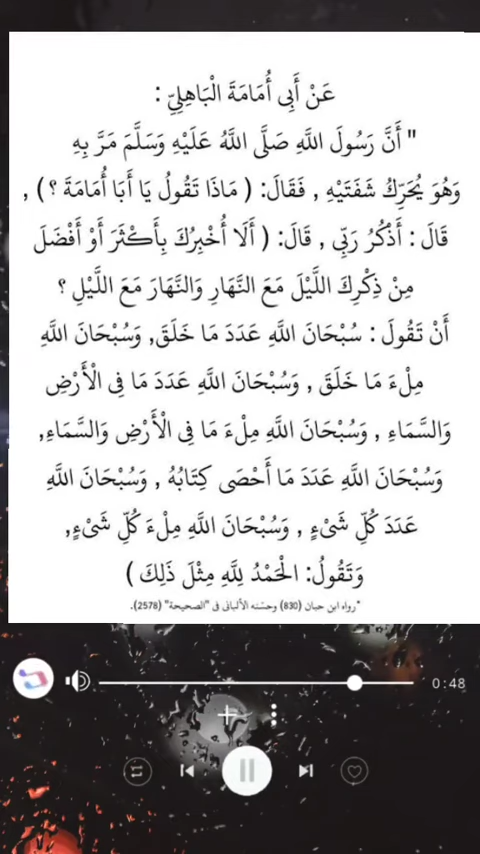 عَنْ أَبِي أُمَامَةَ الْبَاهِلِيِّ :
" أَنَّ رَسُولَ اللَّهِ صَلَّى اللَّهُ عَلَيْهِ وَسَلَّمَ مَرَّ بِهِ
وَهُوَ يُحَرِّكُ شَفَتَيْهِ , فَقَالَ: ( مَاذَا تَقُولُ يَا أَبَا أُمَامَةَ ؟ ) ,
قَالَ : أَذْكُرُ رَبِّي , قَالَ: ( أَلَا أُخْبِرُكَ بِأَكْثَرَ أَوْ أَفْضَلَ
مِنْ ذِكْرِكَ اللَّيْلَ مَعَ النَّهَارِ وَالنَّهَارَ مَعَ اللَّيْلِ ؟
أَنْ تَقُولَ : سُبْحَانَ اللَّهِ عَدَدَ مَا خَلَقَ, وَسُبْحَانَ اللَّهِ
مِلْءَ مَا خَلَقَ , وَسُبْحَانَ اللَّهِ عَدَدَ مَا فِي الْأَرْضِ
وَالسَّمَاءِ , وَسُبْحَانَ اللَّهِ مِلْءَ مَا فِي الْأَرْضِ وَالسَّمَاءِ,
وَسُبْحَانَ اللَّهِ عَدَدَ مَا أَحْصَى كِتَابُهُ , وَسُبْحَانَ اللَّهِ
عَدَدَ كُلِّ شَيْءٍ , وَسُبْحَانَ اللَّهِ مِلْءَ كُلِّ شَيْءٍ,
وَتَقُولُ: الْحَمْدُ لِلَّهِ مِثْلَ ذَلِكَ )
*رواه ابن حبان (830) وحسّنه الألباني في "الصحيحة" (2578).
0:48